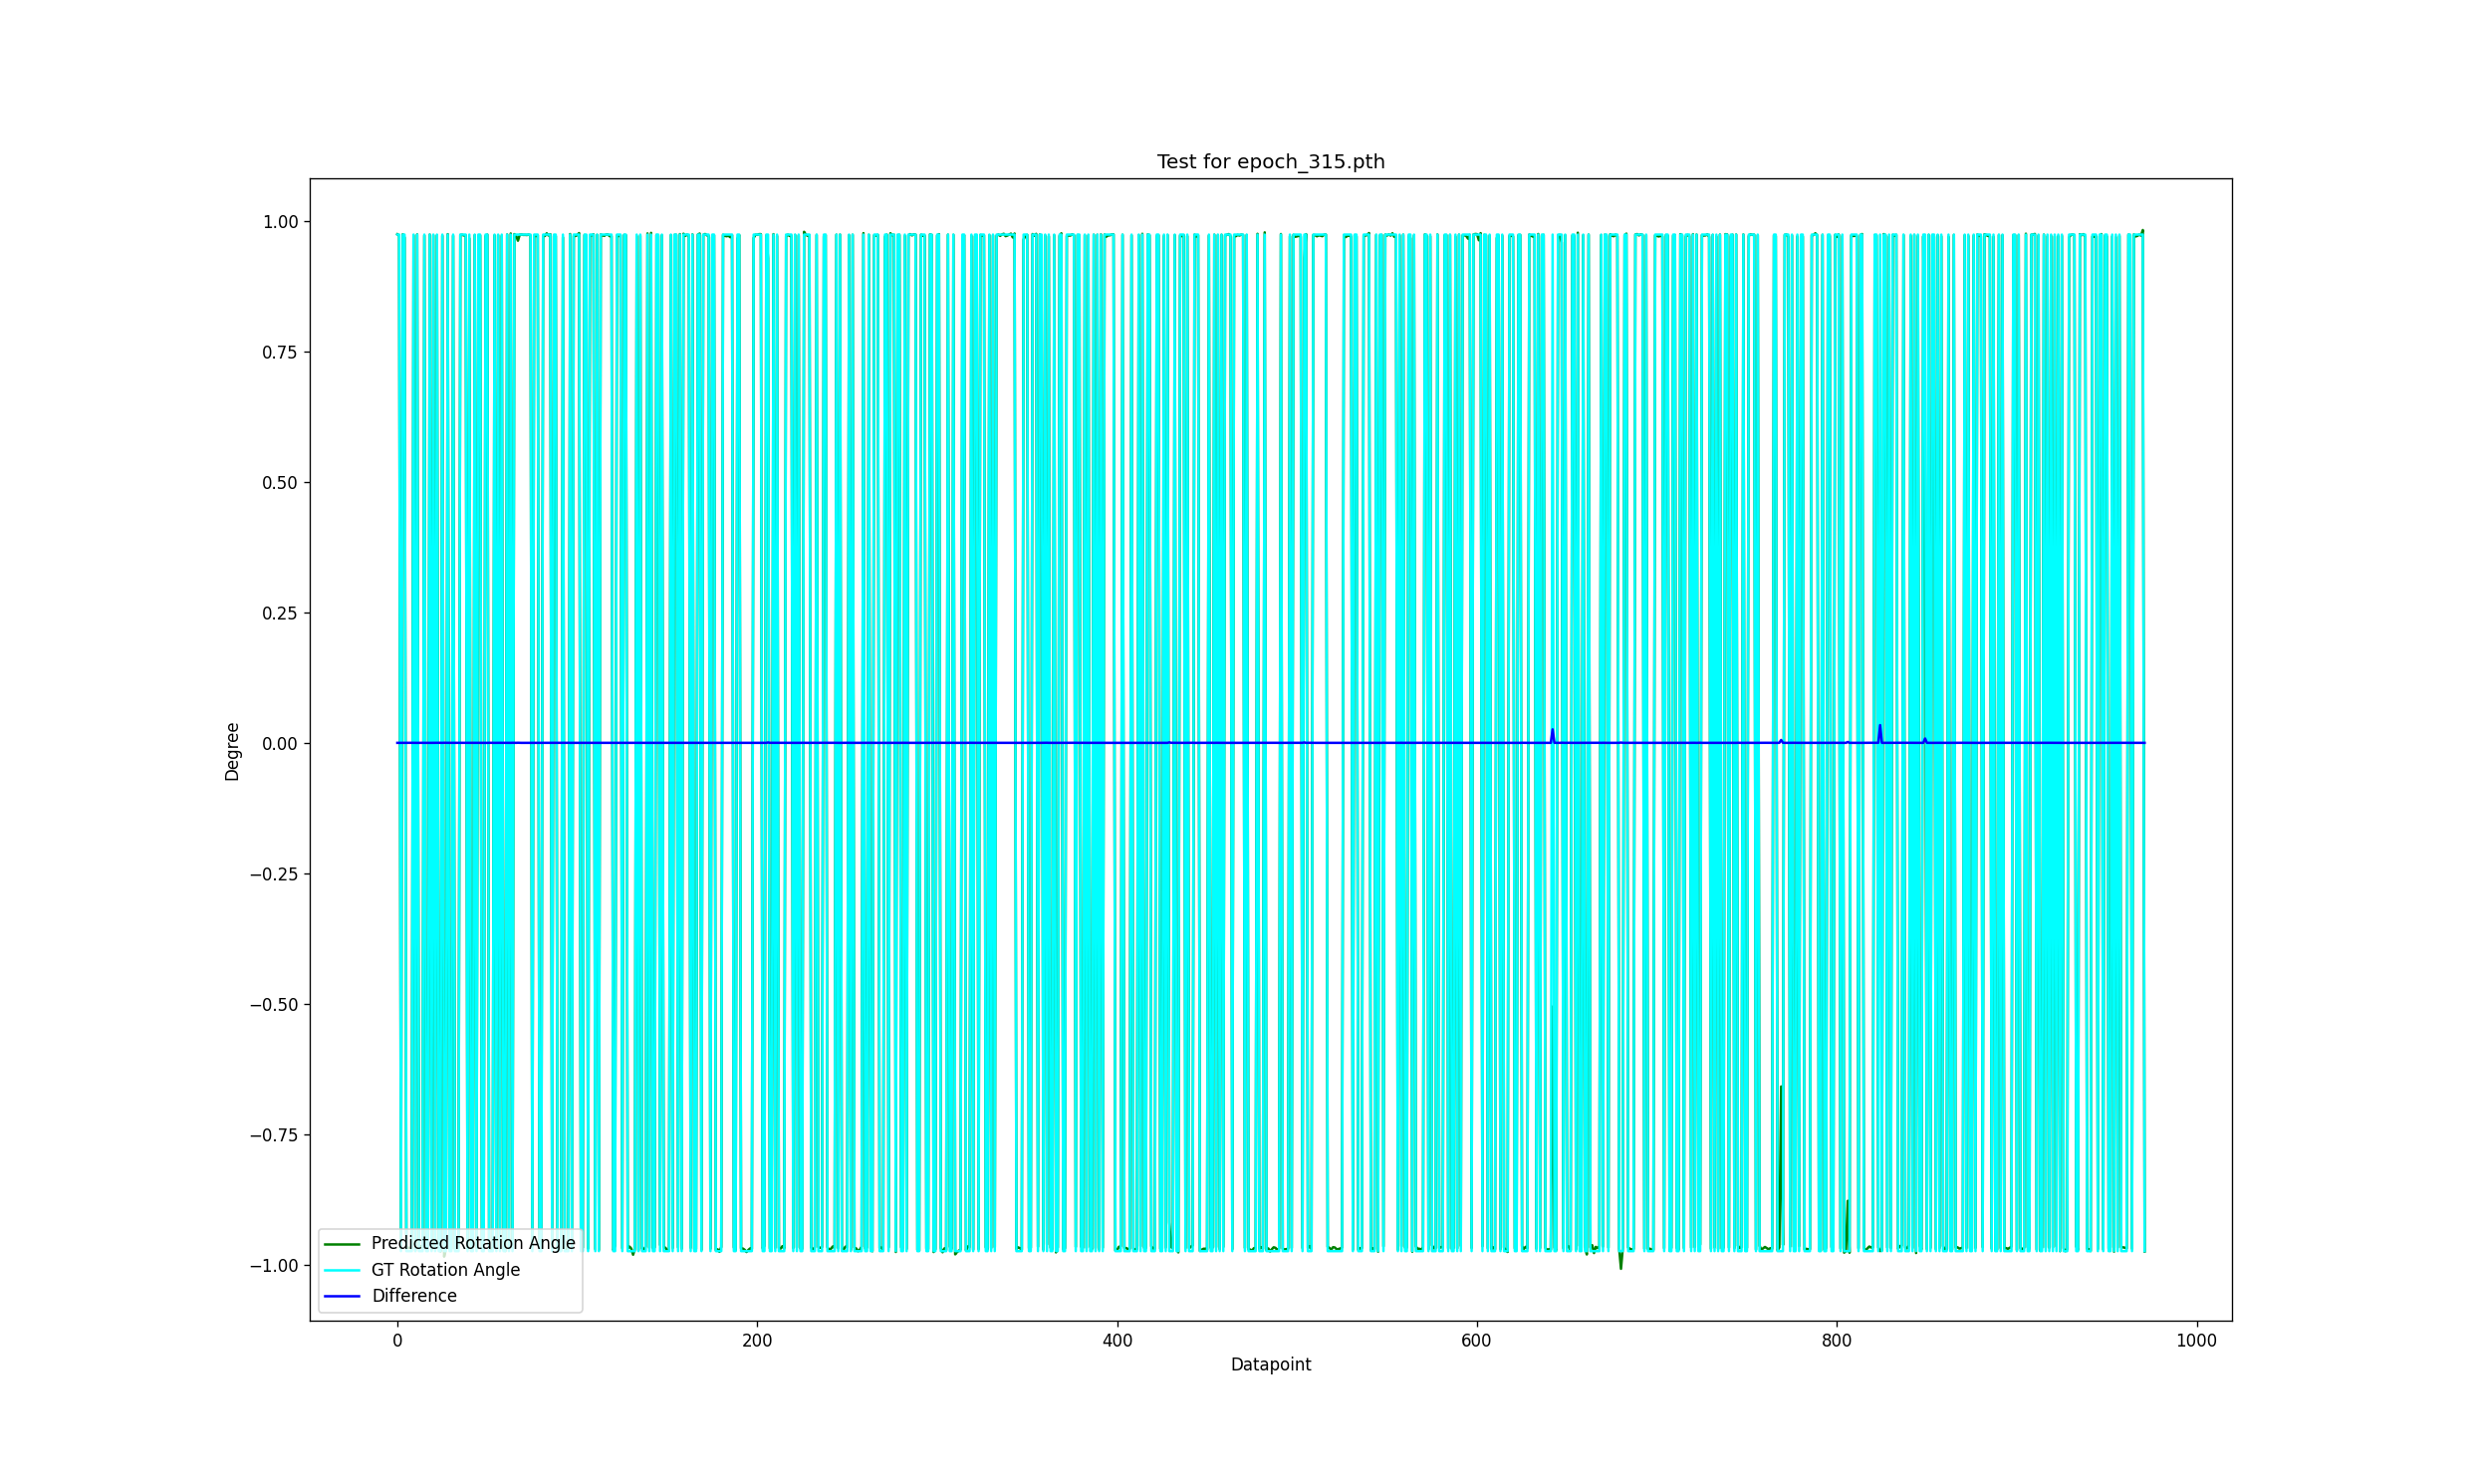 Test for epoch_315.pth
1.00
0.75
0.50
0.25
0.00
−0.25
−0.50
−0.75
−1.00
Degree
Predicted Rotation Angle
GT Rotation Angle
Difference
0 200 400 600 800 1000
Datapoint